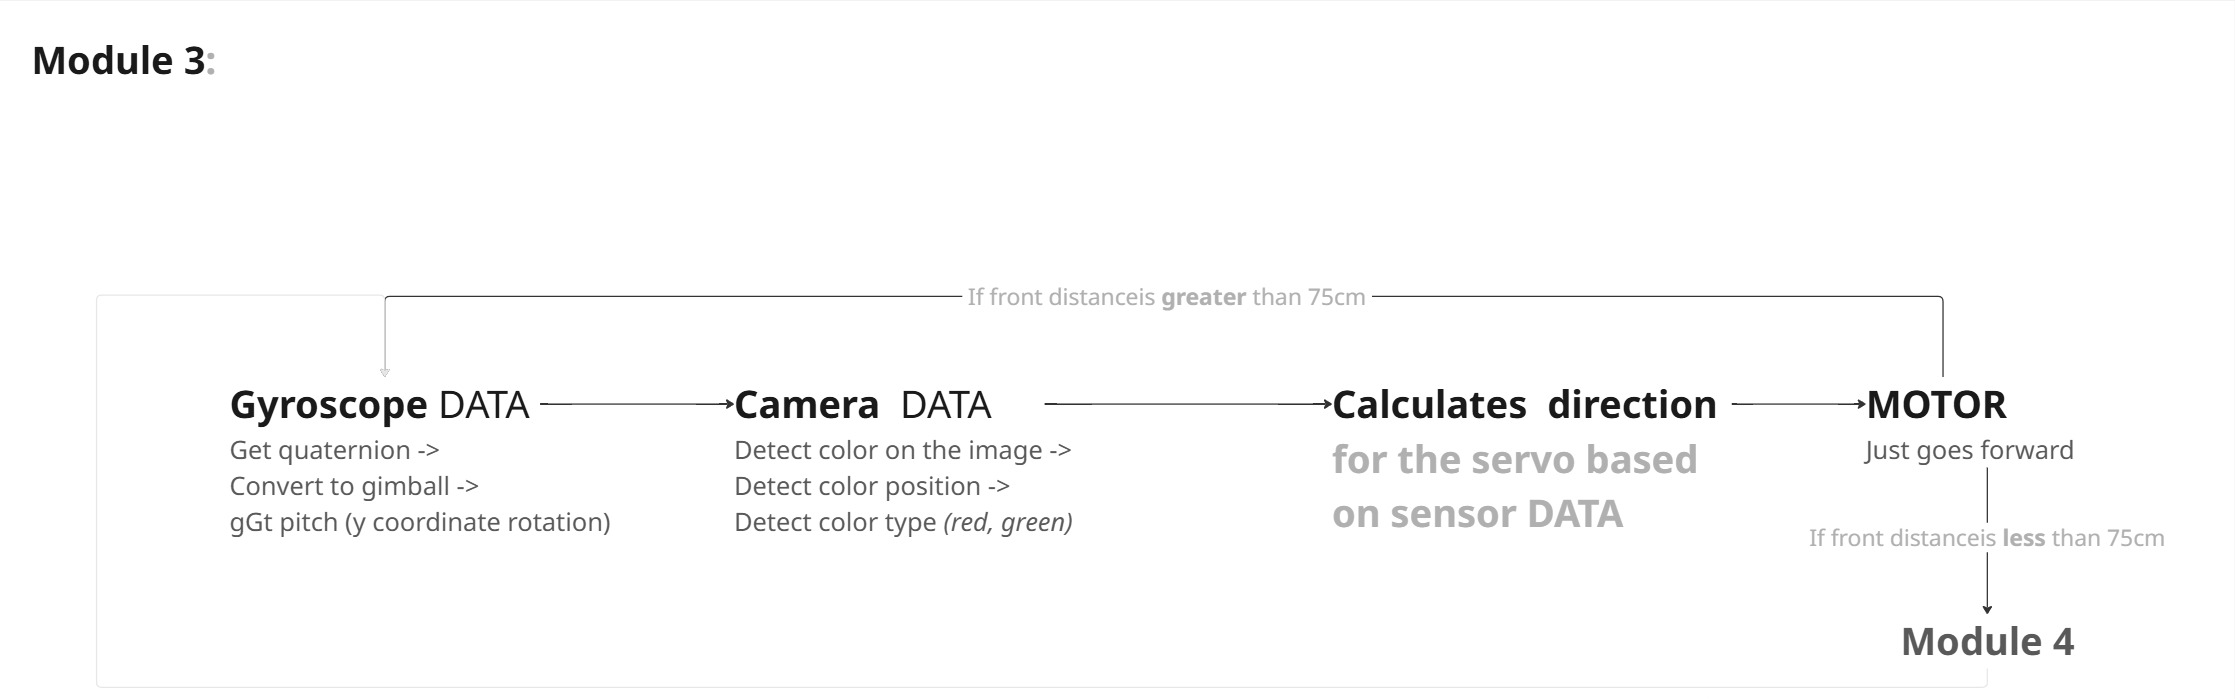 Module 3:
If front distanceis greater than 75cm
Gyroscope DATA
Get quaternion ->
Convert to gimball ->
gGt pitch (y coordinate rotation)
Camera DATA
Detect color on the image ->
Detect color position ->
Detect color type (red, green)
Calculates direction
for the servo based
on sensor DATA
MOTOR
Just goes forward
If front distanceis less than 75cm
Module 4